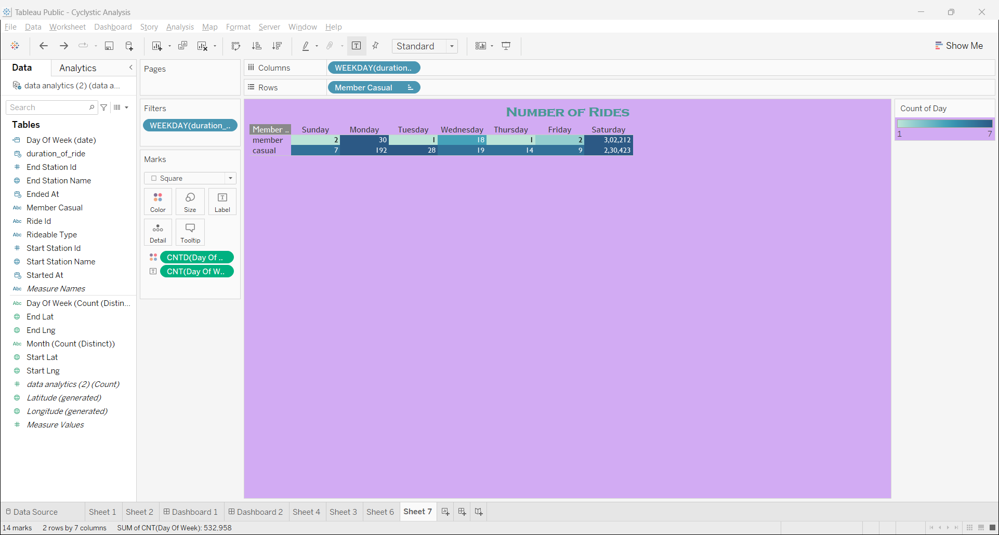 Tableau Public - Cyclystic Analysis
File Data Worksheet Dashboard Story Analysis Map Format Server Window Help
Standard
Show Me
Data Analytics
data analytics (2) (data a...
Search
Tables
Day Of Week (date)
duration_of_ride
# End Station Id
End Station Name
Ended At
Abc Member Casual
Abc Ride Id
Abc Rideable Type
# Start Station Id
Start Station Name
Started At
Abc Measure Names
Abc Day Of Week (Count (Distin...
End Lat
End Lng
Abc Month (Count (Distinct))
Start Lat
Start Lng
# data analytics (2) (Count)
Latitude (generated)
Longitude (generated)
# Measure Values
Pages
Filters
WEEKDAY(duration_..
Marks
Square
Color Size T Label
Detail Tooltip
CNTD(Day Of ..
T CNT(Day Of W..
Columns WEEKDAY(duration..
Rows Member Casual
Number of Rides
Member .. Sunday Monday Tuesday Wednesday Thursday Friday Saturday
member 2 30 1 18 1 2 3,02,212
casual 7 192 28 19 14 9 2,30,423
Count of Day
1 7
Data Source Sheet 1 Sheet 2 Dashboard 1 Dashboard 2 Sheet 4 Sheet 3 Sheet 6 Sheet 7
14 marks 2 rows by 7 columns SUM of CNT(Day Of Week): 532,958